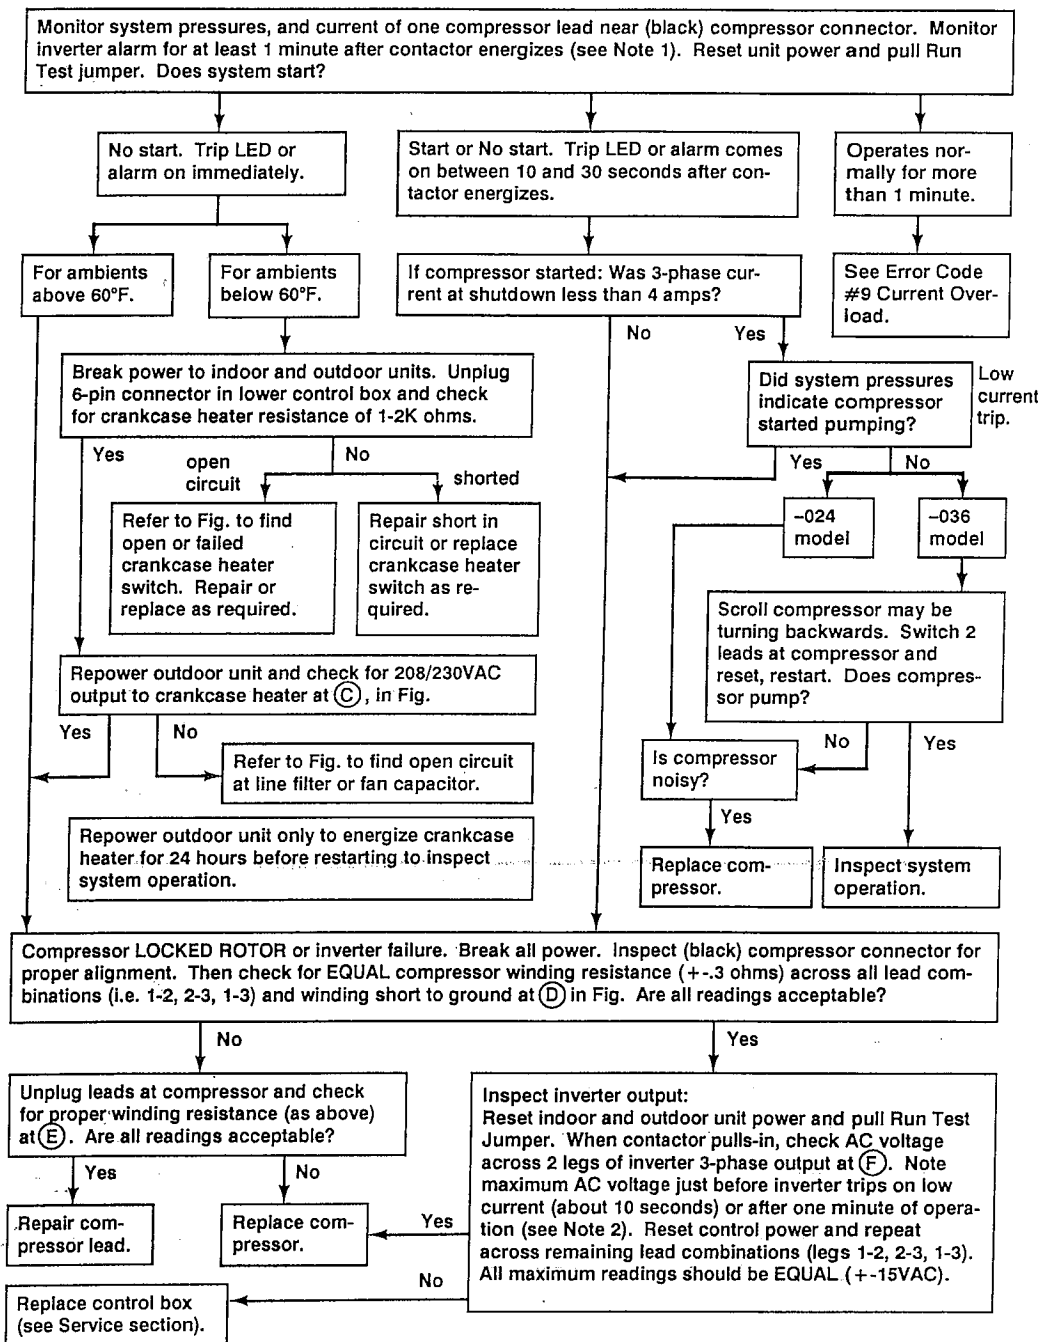 Monitor system pressures, and current of one compressor lead near (black) compressor connector. Monitor
inverter alarm for at least 1 minute after contactor energizes (see Note 1). Reset unit power and pull Run
Test jumper. Does system start?
No start. Trip LED or
alarm on immediately.
Start or No start. Trip LED or alarm comes
on between 10 and 30 seconds after con-
tactor energizes.
Operates nor-
mally for more
than 1 minute.
For ambients
above 60°F.
For ambients
below 60°F.
If compressor started: Was 3-phase cur-
rent at shutdown less than 4 amps?
See Error Code
#9 Current Over-
load.
No
Yes
Break power to indoor and outdoor units. Unplug
6-pin connector in lower control box and check
for crankcase heater resistance of 1-2K ohms.
Did system pressures
indicate compressor
started pumping?
Low
current
trip.
Yes
No
open
circuit
shorted
Yes
No
Refer to Fig. to find
open or failed
crankcase heater
switch. Repair or
replace as required.
Repair short in
circuit or replace
crankcase heater
switch as re-
quired.
-024
model
-036
model
Scroll compressor may be
turning backwards. Switch 2
leads at compressor and
reset, restart. Does compres-
sor pump?
Repower outdoor unit and check for 208/230VAC
output to crankcase heater at Ⓒ, in Fig.
Yes
No
No
Yes
Refer to Fig. to find open circuit
at line filter or fan capacitor.
Is compressor
noisy?
Yes
Repower outdoor unit only to energize crankcase
heater for 24 hours before restarting to inspect
system operation.
Replace com-
pressor.
Inspect system
operation.
Compressor LOCKED ROTOR or inverter failure. Break all power. Inspect (black) compressor connector for
proper alignment. Then check for EQUAL compressor winding resistance (+-.3 ohms) across all lead com-
binations (i.e. 1-2, 2-3, 1-3) and winding short to ground at Ⓓ in Fig. Are all readings acceptable?
No
Yes
Unplug leads at compressor and check
for proper winding resistance (as above)
at Ⓔ. Are all readings acceptable?
Yes
No
Repair com-
pressor lead.
Replace com-
pressor.
Inspect inverter output:
Reset indoor and outdoor unit power and pull Run Test
Jumper. When contactor pulls-in, check AC voltage
across 2 legs of inverter 3-phase output at Ⓕ. Note
maximum AC voltage just before inverter trips on low
current (about 10 seconds) or after one minute of opera-
tion (see Note 2). Reset control power and repeat
across remaining lead combinations (legs 1-2, 2-3, 1-3).
All maximum readings should be EQUAL (+-15VAC).
Yes
No
Replace control box
(see Service section).